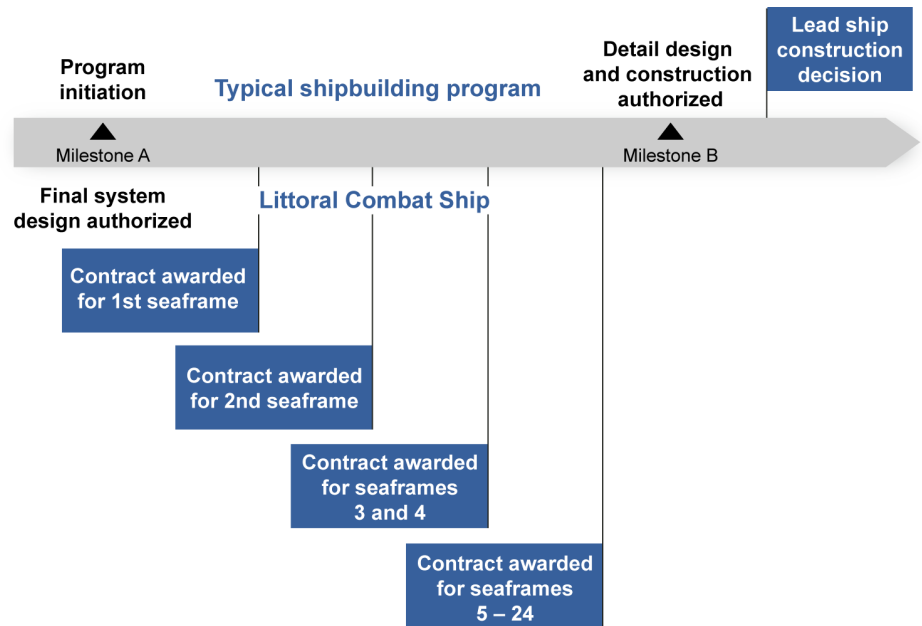 Program
initiation
Typical shipbuilding program
Detail design
and construction
authorized
Lead ship
construction
decision
Milestone A
Milestone B
Final system
design authorized
Littoral Combat Ship
Contract awarded
for 1st seaframe
Contract awarded
for 2nd seaframe
Contract awarded
for seaframes
3 and 4
Contract awarded
for seaframes
5 – 24